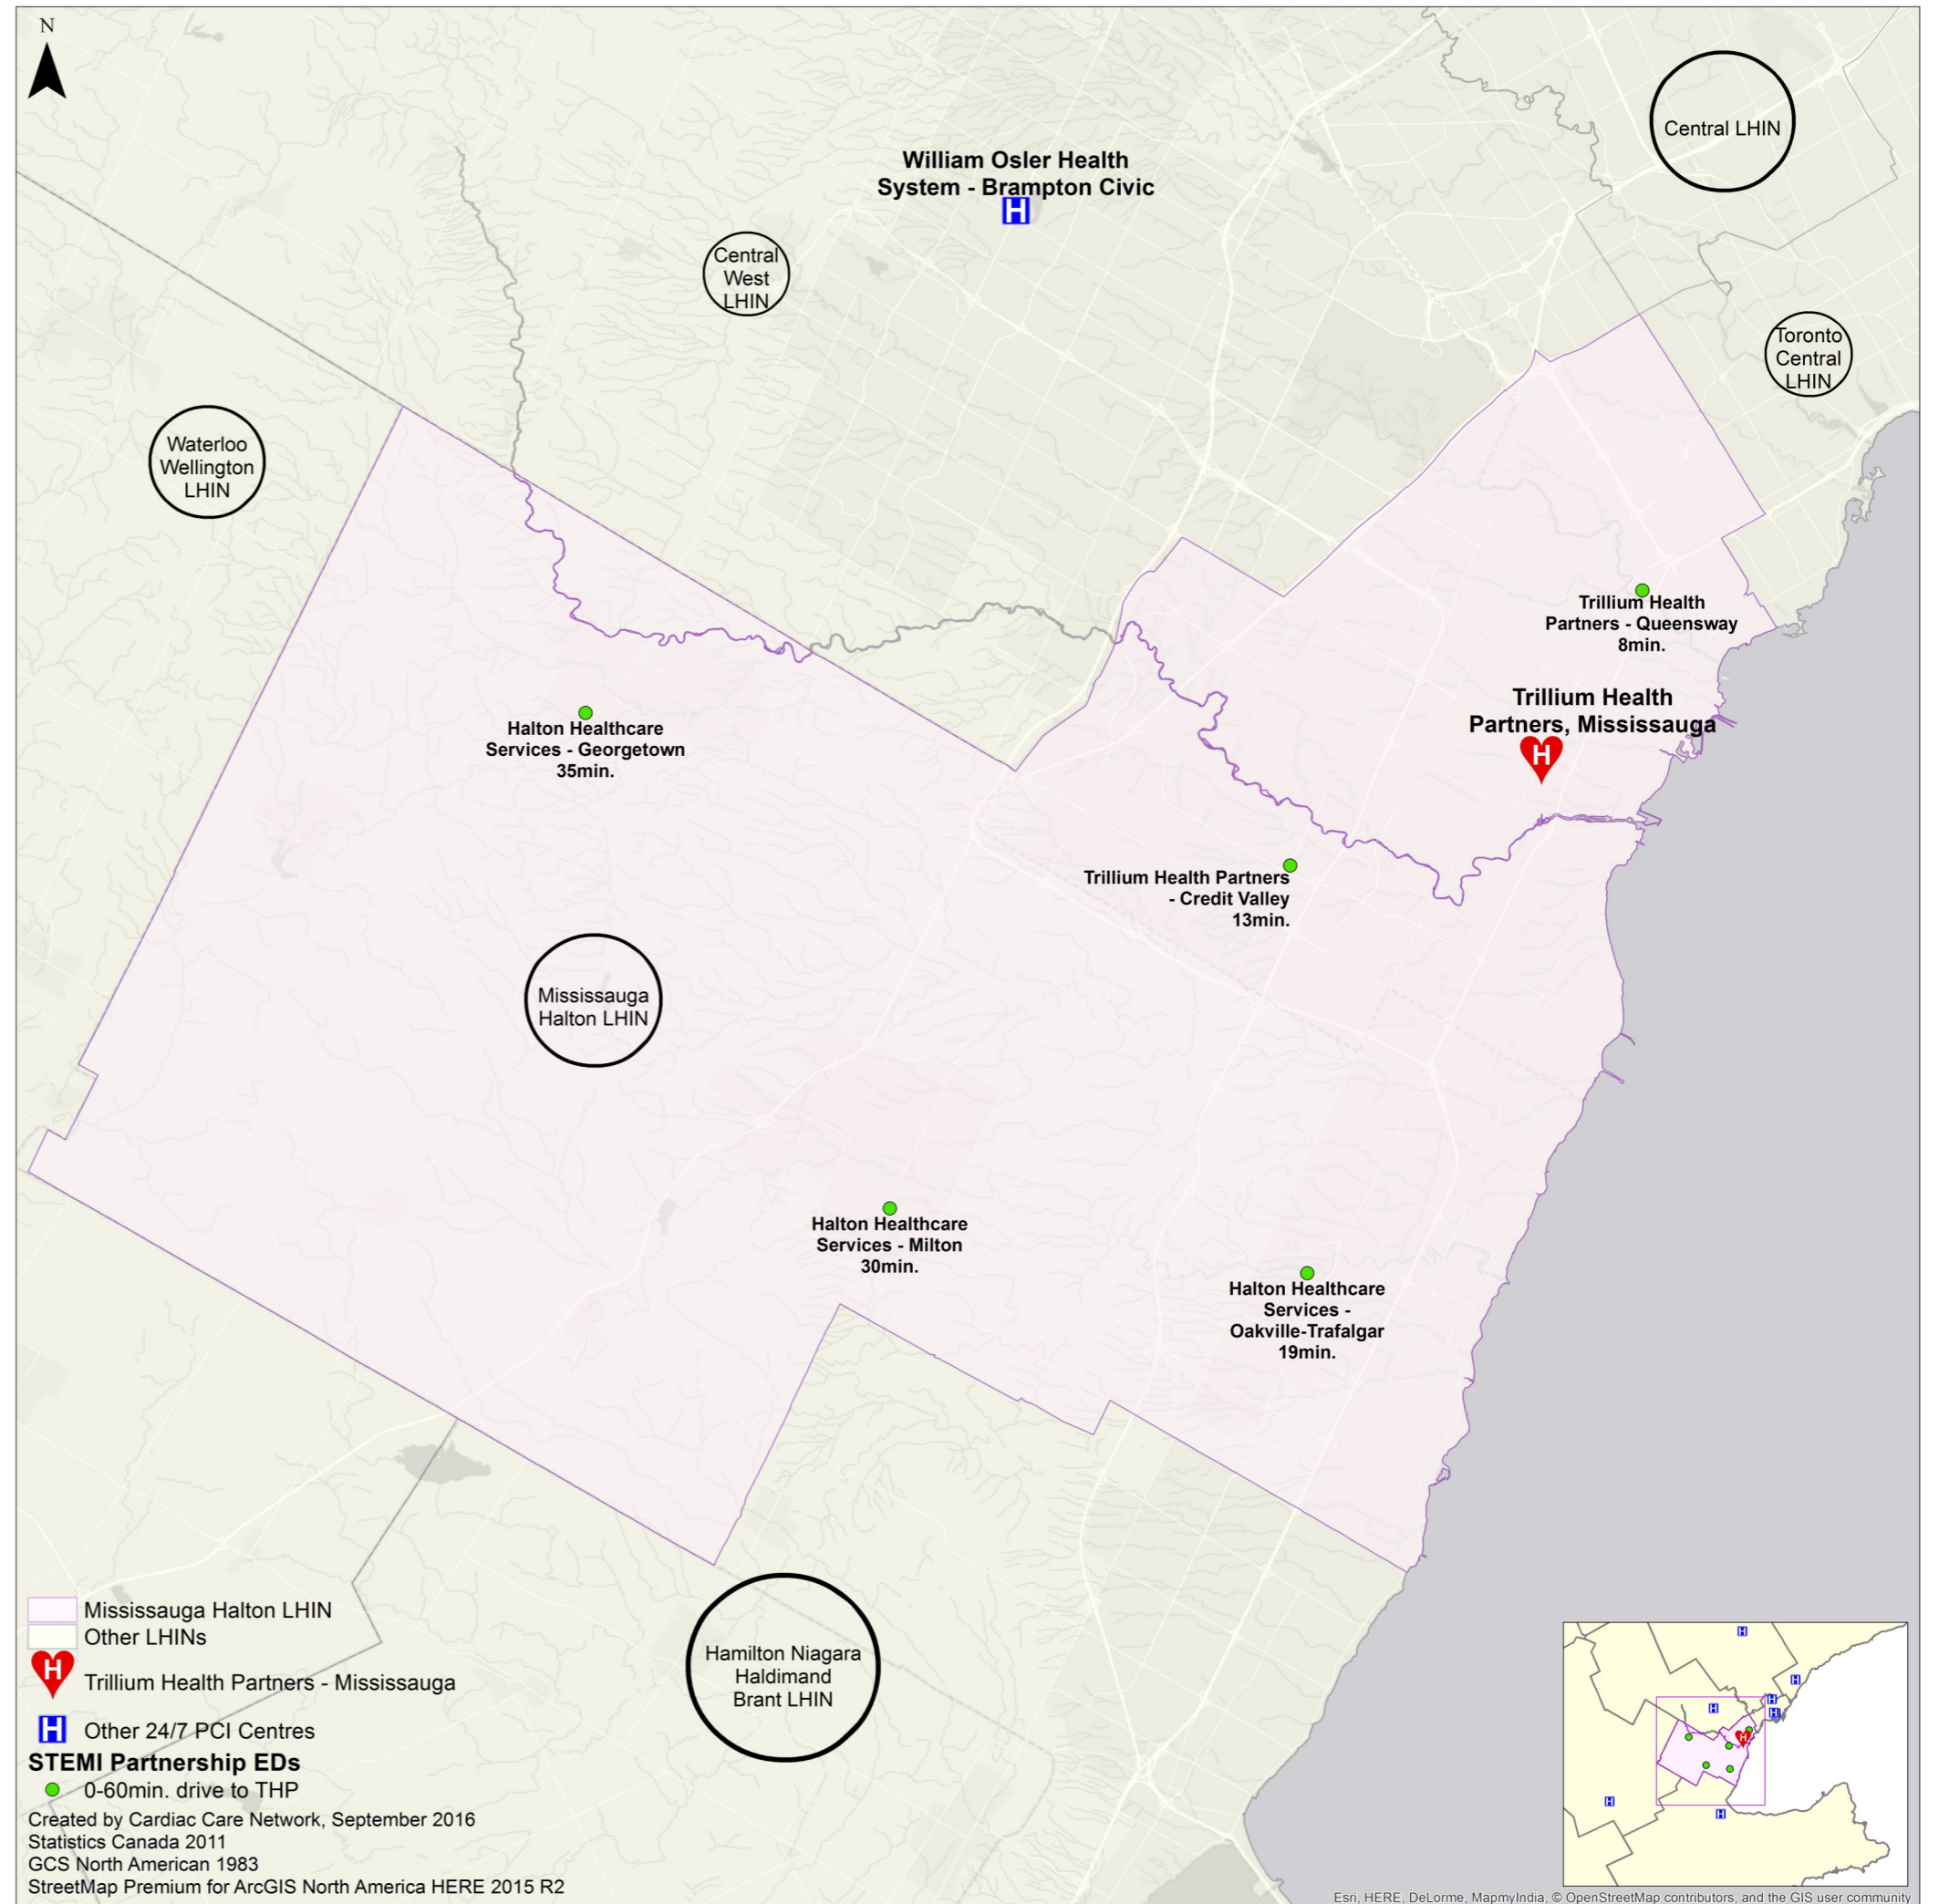 N
Central LHIN
William Osler Health
System - Brampton Civic
H
Central
West
LHIN
Toronto
Central
LHIN
Waterloo
Wellington
LHIN
Trillium Health
Partners - Queensway
8min.
Trillium Health
Partners, Mississauga
H
Halton Healthcare
Services - Georgetown
35min.
Trillium Health Partners
- Credit Valley
13min.
Mississauga
Halton LHIN
Halton Healthcare
Services - Milton
30min.
Halton Healthcare
Services -
Oakville-Trafalgar
19min.
Hamilton Niagara
Haldimand
Brant LHIN
Mississauga Halton LHIN
Other LHINs
H Trillium Health Partners - Mississauga
H Other 24/7 PCI Centres
STEMI Partnership EDs
0-60min. drive to THP
Created by Cardiac Care Network, September 2016
Statistics Canada 2011
GCS North American 1983
StreetMap Premium for ArcGIS North America HERE 2015 R2
H
H
H
H
H
H
H
H
Esri, HERE, DeLorme, MapmyIndia, © OpenStreetMap contributors, and the GIS user community